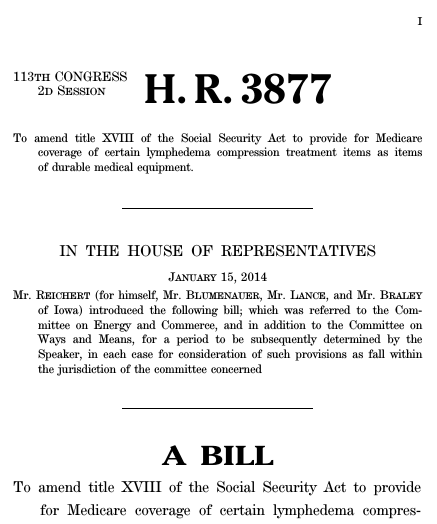 I
113TH CONGRESS
2D SESSION
H. R. 3877
To amend title XVIII of the Social Security Act to provide for Medicare
coverage of certain lymphedema compression treatment items as items
of durable medical equipment.
IN THE HOUSE OF REPRESENTATIVES
JANUARY 15, 2014
Mr. REICHERT (for himself, Mr. BLUMENAUER, Mr. LANCE, and Mr. BRALEY
of Iowa) introduced the following bill; which was referred to the Com-
mittee on Energy and Commerce, and in addition to the Committee on
Ways and Means, for a period to be subsequently determined by the
Speaker, in each case for consideration of such provisions as fall within
the jurisdiction of the committee concerned
A BILL
To amend title XVIII of the Social Security Act to provide
for Medicare coverage of certain lymphedema compres-